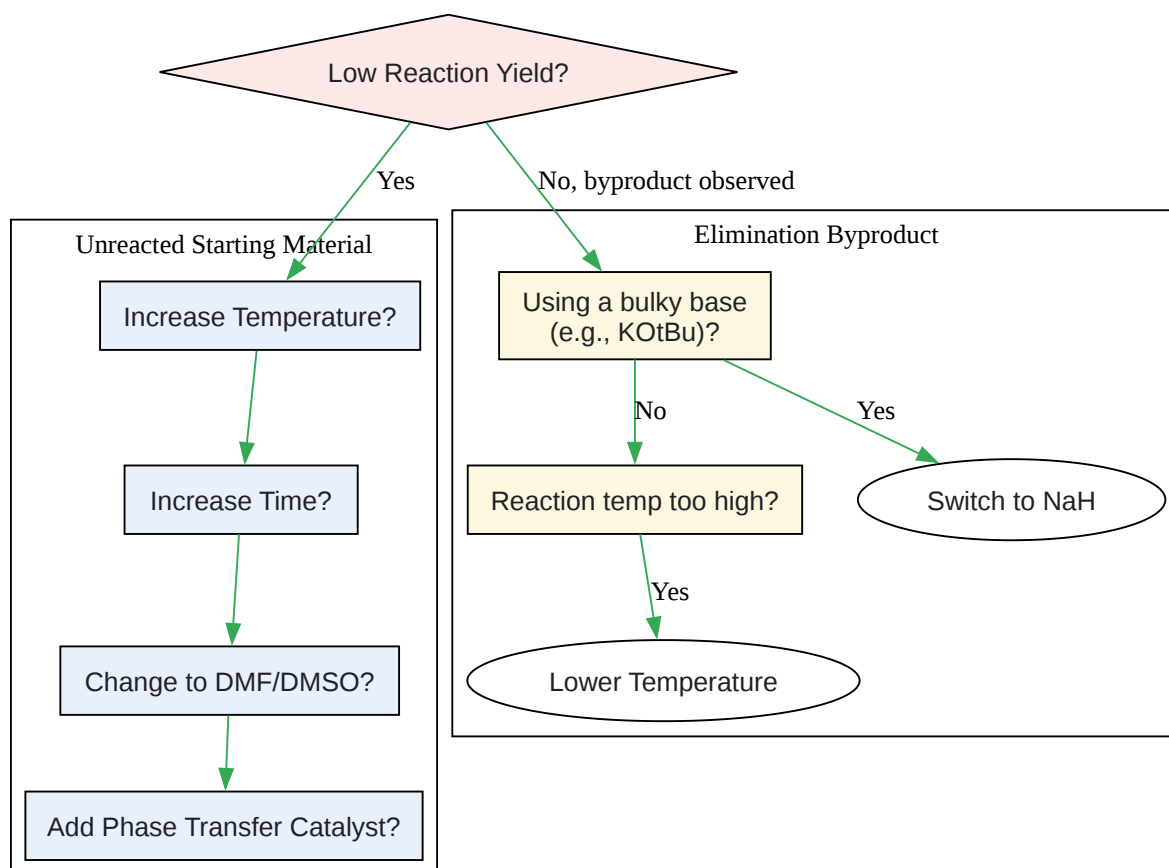 Low Reaction Yield?
Yes
No, byproduct observed
Unreacted Starting Material
Increase Temperature?
Increase Time?
Change to DMF/DMSO?
Add Phase Transfer Catalyst?
Elimination Byproduct
Using a bulky base
(e.g., KOtBu)?
No
Yes
Reaction temp too high?
Switch to NaH
Yes
Lower Temperature